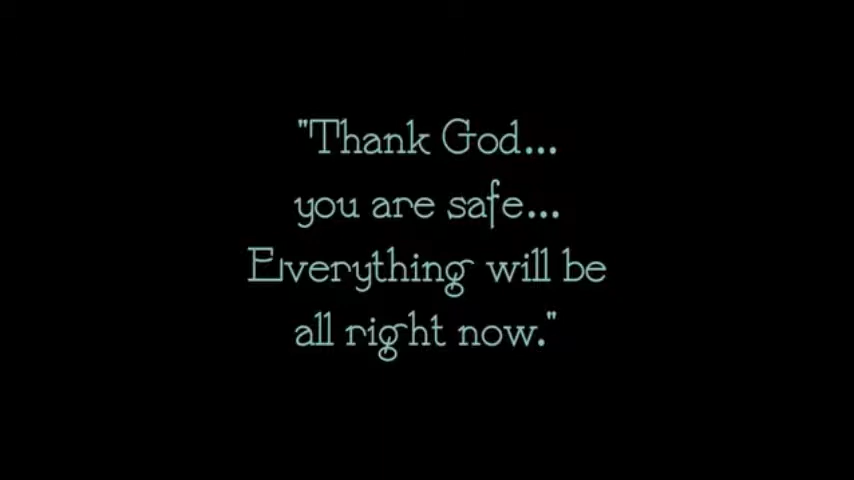 "Thank God...
you are safe...
Everything will be
all right now."